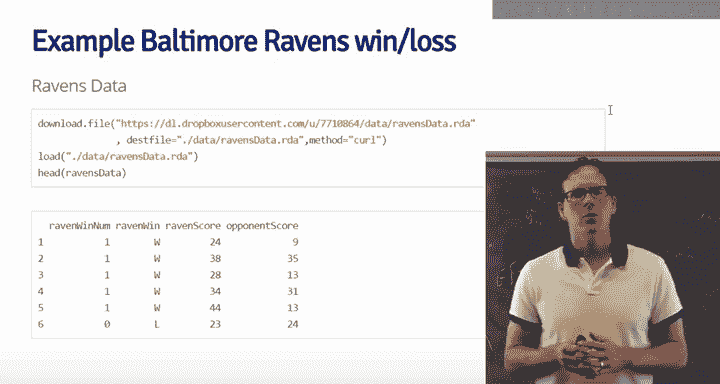 Example Baltimore Ravens win/loss
Ravens Data
download.file("https://dl.dropboxusercontent.com/u/7710864/data/ravensData.rda"
, destfile="./data/ravensData.rda",method="curl")
load("./data/ravensData.rda")
head(ravensData)
ravenWinNum ravenWin ravenScore opponentScore
1 1 W 24 9
2 1 W 38 35
3 1 W 28 13
4 1 W 34 31
5 1 W 44 13
6 0 L 23 24